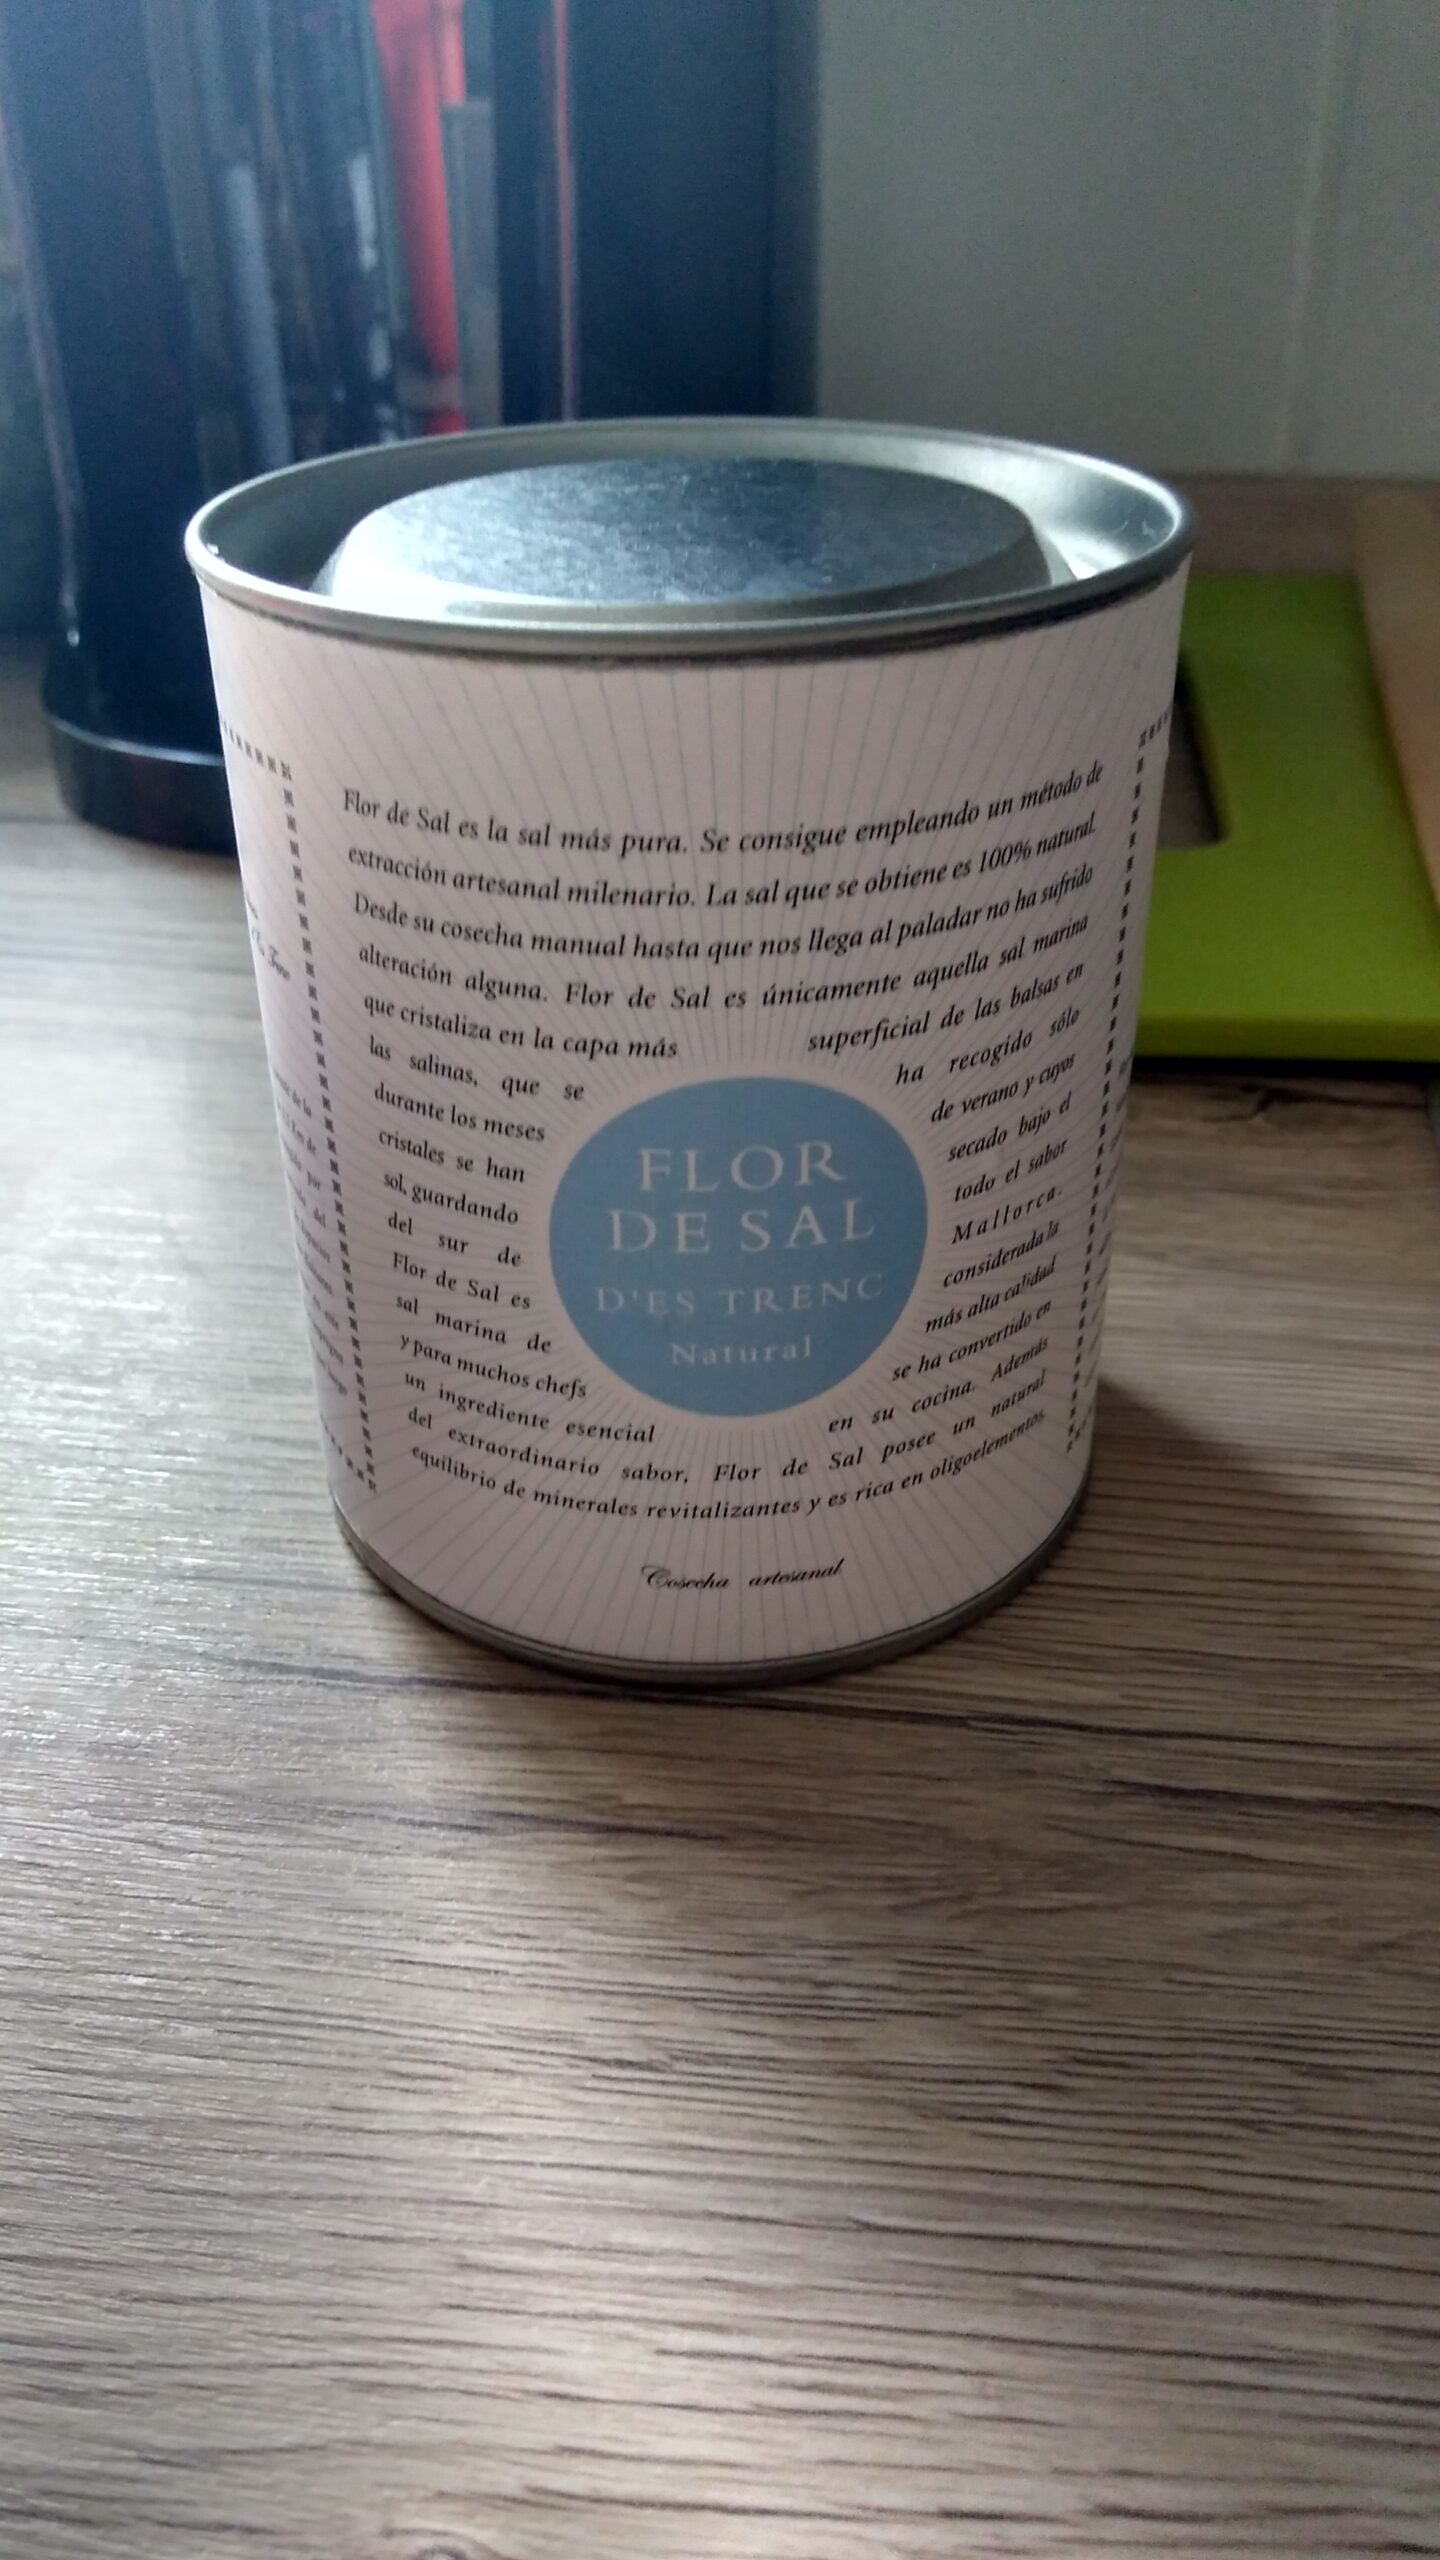 Flor de Sal es la sal más pura. Se consigue empleando un método de
extracción artesanal milenario. La sal que se obtiene es 100% natural.
Desde su cosecha manual hasta que nos llega al paladar no ha sufrido
alteración alguna. Flor de Sal es únicamente aquella sal marina
que cristaliza en la capa más superficial de las balsas en
las salinas, que se ha recogido sólo
durante los meses de verano y cuyos
cristales se han secado bajo el
sol, guardando todo el sabor
del sur de Mallorca.
Flor de Sal es considerada la
sal marina de más alta calidad
y para muchos chefs se ha convertido en
un ingrediente esencial en su cocina. Además
del extraordinario sabor, Flor de Sal posee un natural
equilibrio de minerales revitalizantes y es rica en oligoelementos.
FLOR
DE SAL
D'ES TRENC
Natural
Cosecha artesanal